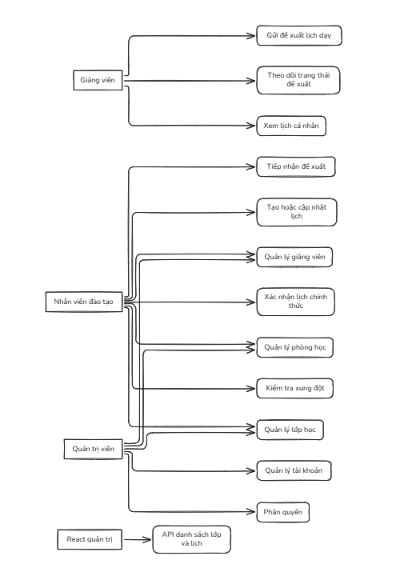 Gửi đề xuất lịch dạy
Giảng viên
Theo dõi trạng thái
đề xuất
Xem lịch cá nhân
Tiếp nhận đề xuất
Tạo hoặc cập nhật
lịch
Quản lý giảng viên
Nhân viên đào tạo
Xác nhận lịch chính
thức
Quản lý phòng học
Kiểm tra xung đột
Quản lý lớp học
Quản trị viên
Quản lý tài khoản
Phân quyền
React quản trị
API danh sách lớp
và lịch